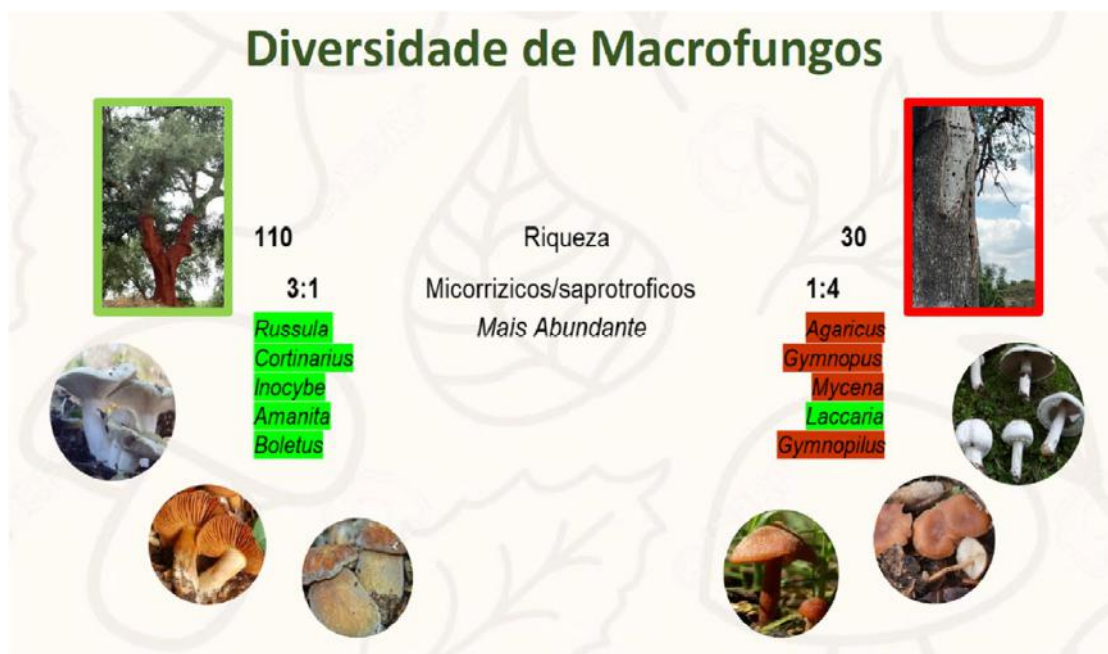 Diversidade de Macrofungos
110 Riqueza 30
3:1 Micorrizicos/saprotroficos 1:4
Mais Abundante
Russula
Cortinarius
Inocybe
Amanita
Boletus
Agaricus
Gymnopus
Mycena
Laccaria
Gymnopilus